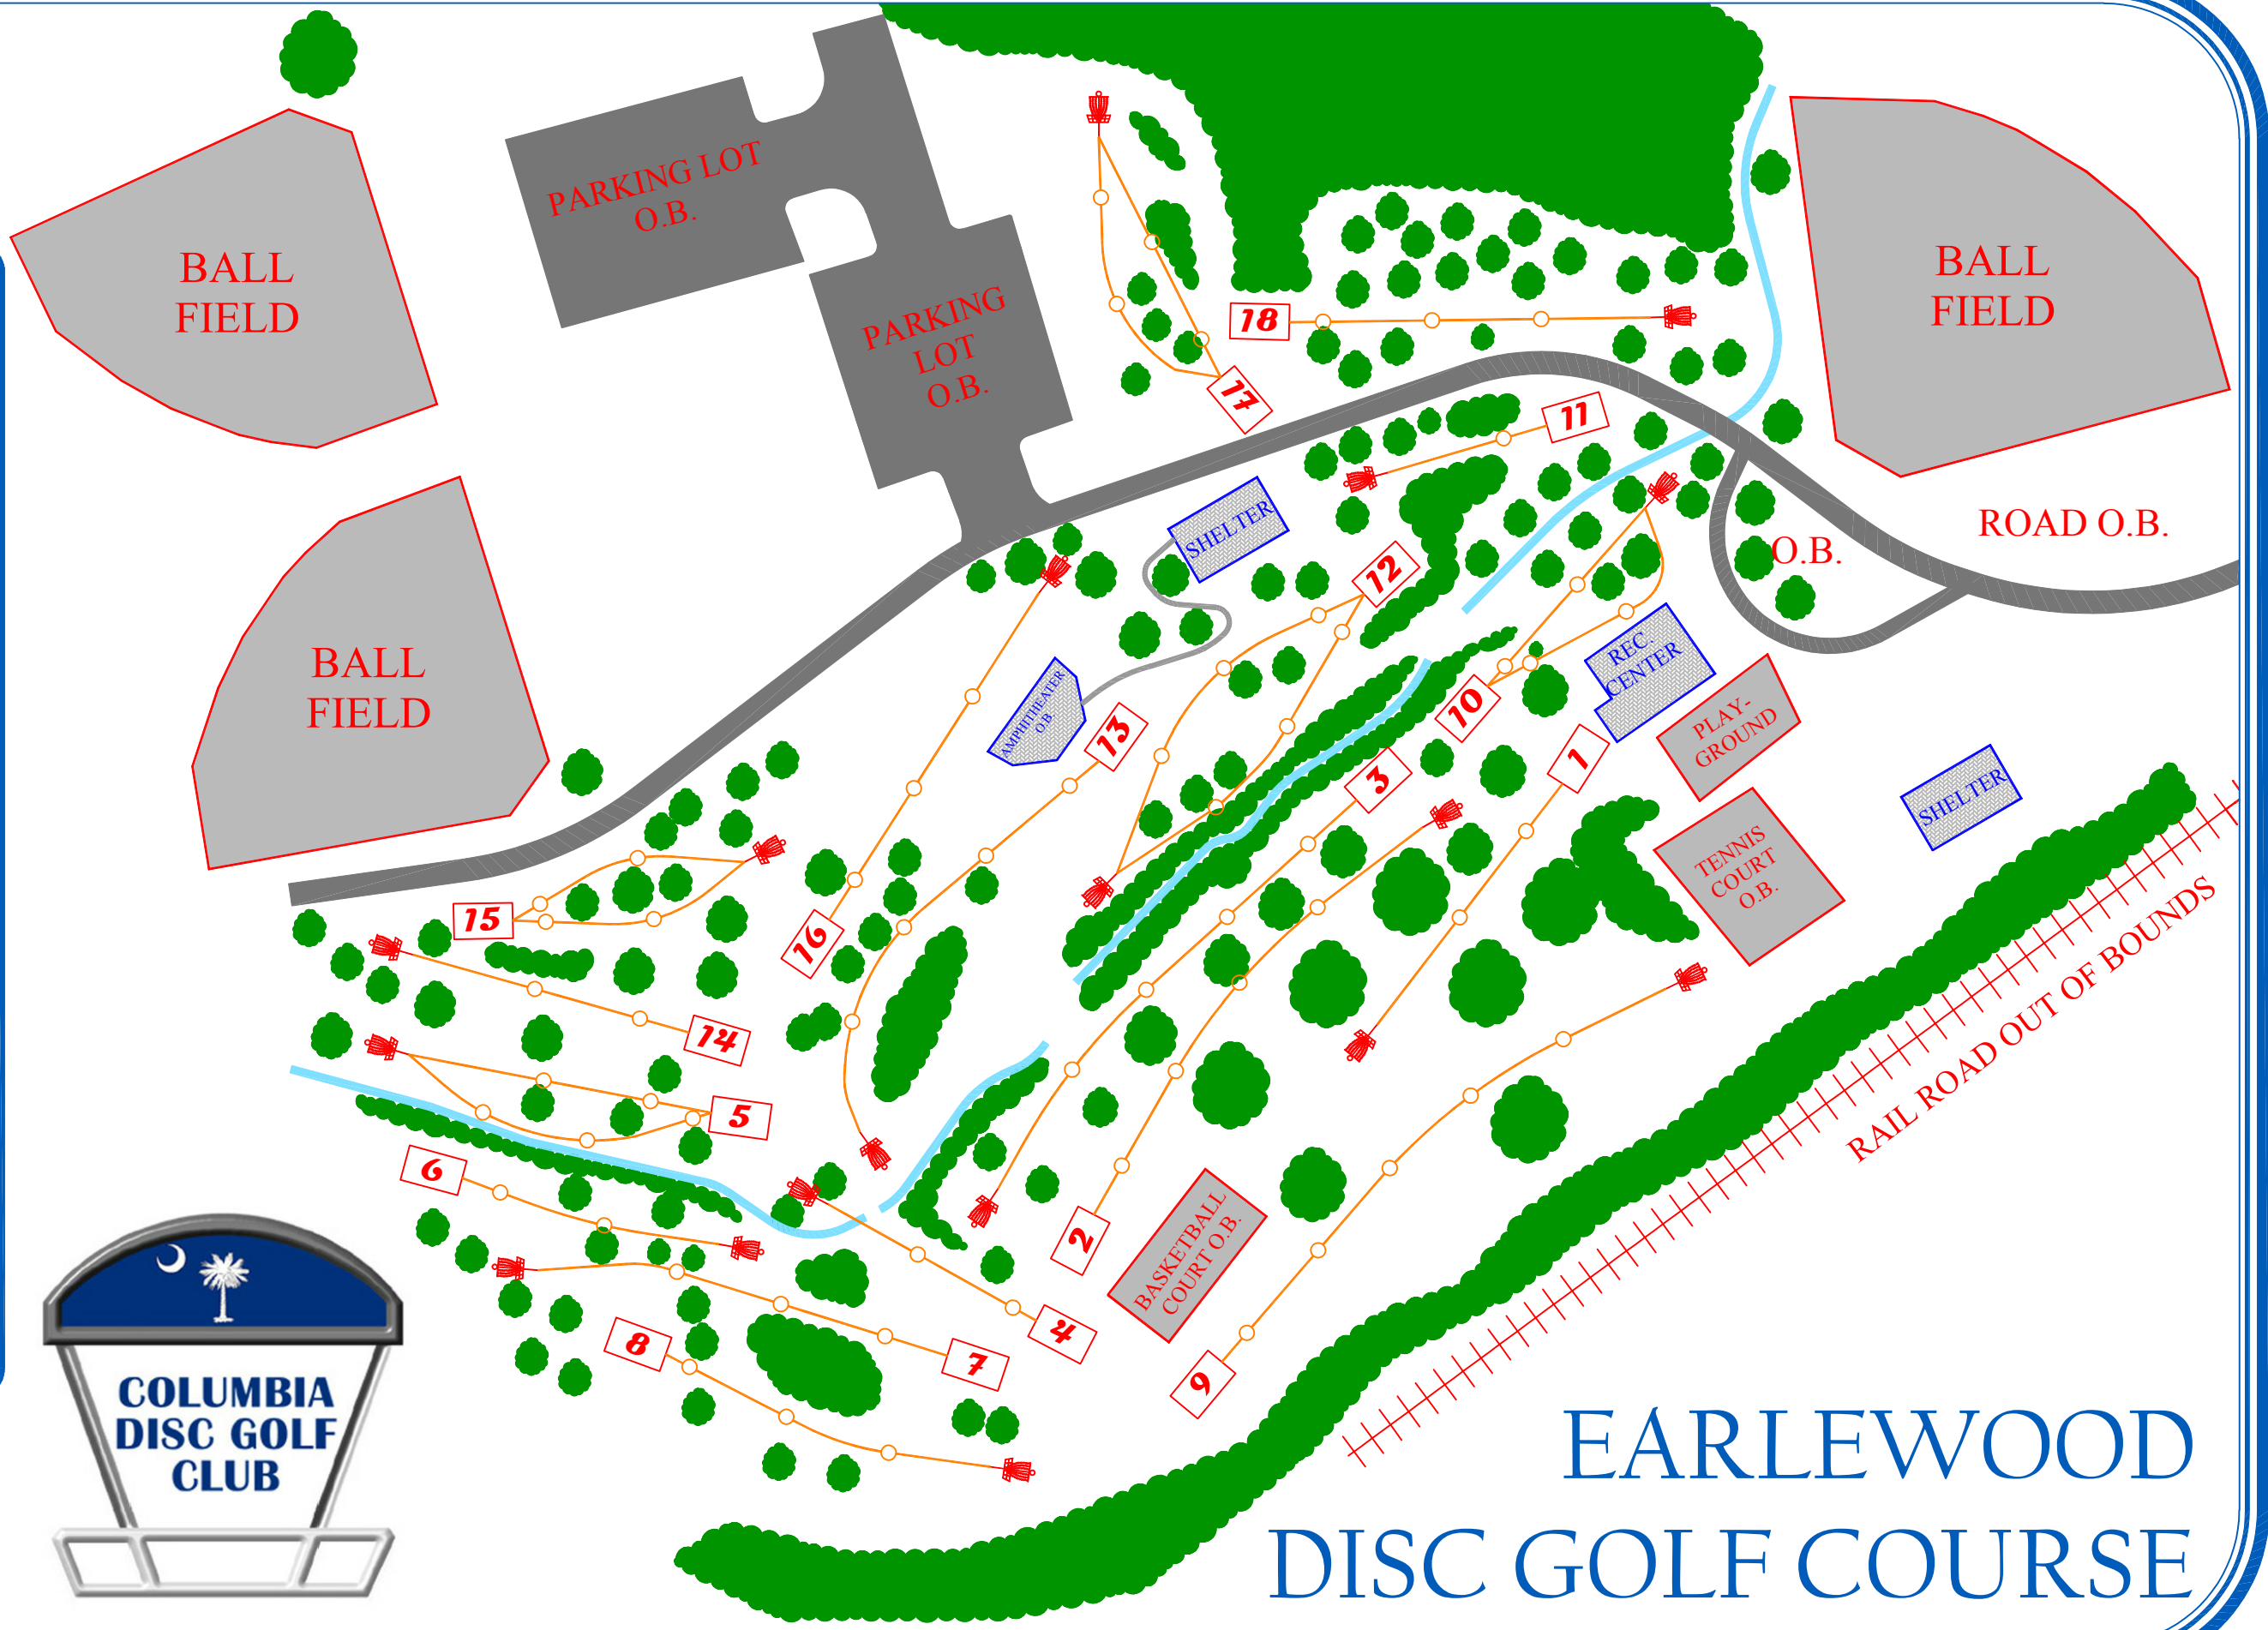 PARKING LOT
O.B.
BALL
FIELD
BALL
FIELD
PARKING
LOT
O.B.
18
17
11
SHELTER
ROAD O.B.
O.B.
12
BALL
FIELD
REC.
CENTER
AMPHITHEATER
O.B.
13
10
PLAY-
GROUND
1
3
SHELTER
TENNIS
COURT
O.B.
15
16
RAIL ROAD OUT OF BOUNDS
14
5
6
2
BASKETBALL
COURT O.B.
4
8
7
9
COLUMBIA
DISC GOLF
CLUB
EARLEWOOD
DISC GOLF COURSE